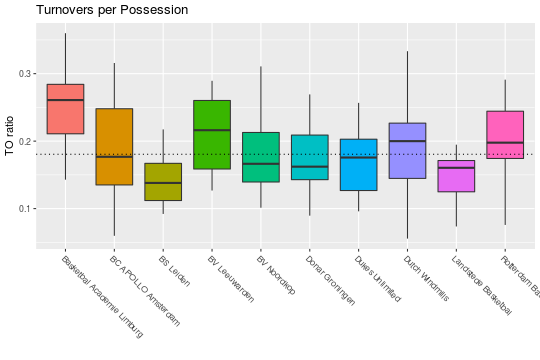 Turnovers per Possession
TO ratio
0.3
0.2
0.1
Basketbal Academie Limburg
BC APOLLO Amsterdam
BS Leiden
BV Leeuwarden
BV Noordkop
Donar Groningen
Dukes Unlimited
Dutch Windmills
Landstede Basketbal
Rotterdam Bas